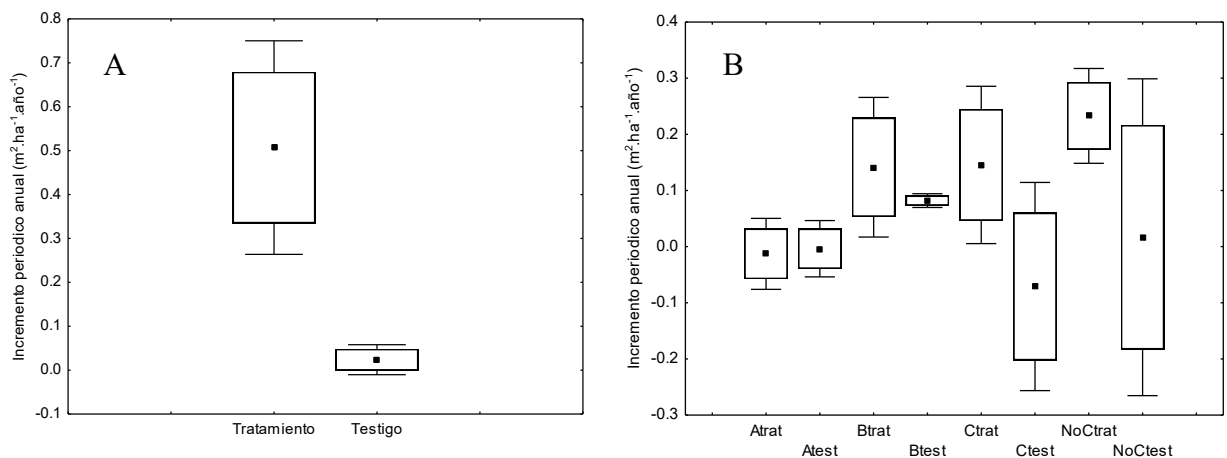 A
Incremento periodico anual (m².ha⁻¹.año⁻¹)
0.8
0.7
0.6
0.5
0.4
0.3
0.2
0.1
0.0
-0.1
Tratamiento
Testigo
B
Incremento periodico anual (m².ha⁻¹.año⁻¹)
0.4
0.3
0.2
0.1
0.0
-0.1
-0.2
-0.3
Atrat
Atest
Btrat
Btest
Ctrat
Ctest
NoCtrat
NoCtest